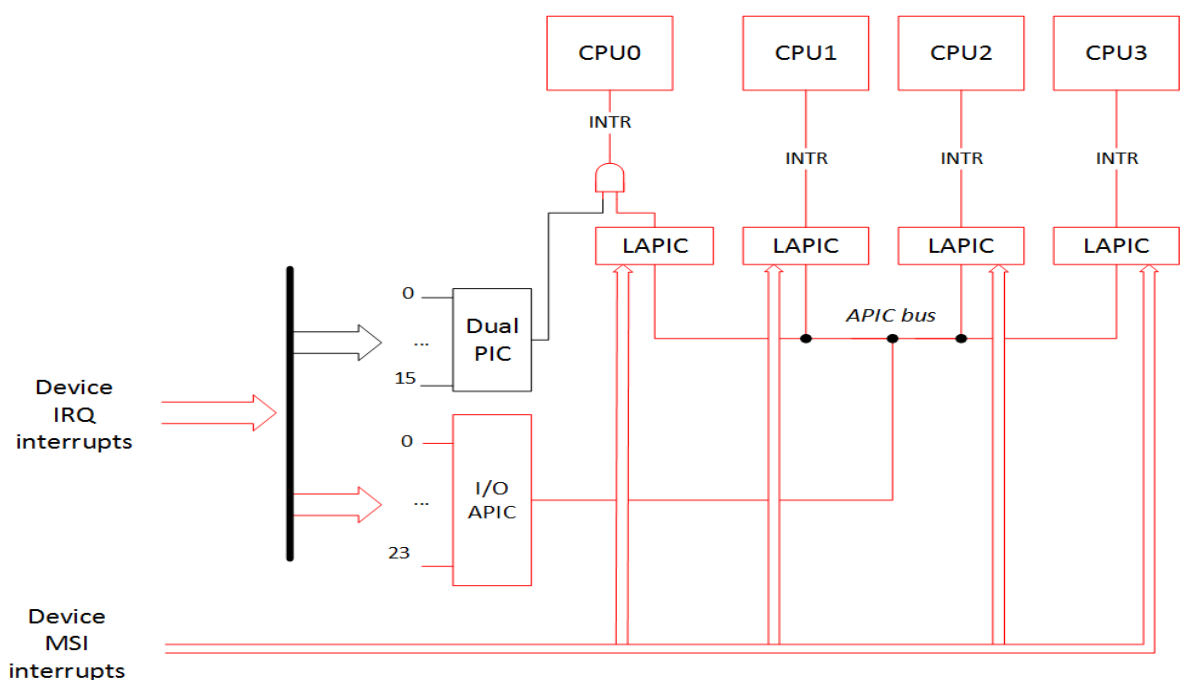 CPU0
CPU1
CPU2
CPU3
INTR
INTR
INTR
INTR
LAPIC
LAPIC
LAPIC
LAPIC
APIC bus
0
...
15
Dual
PIC
Device
IRQ
interrupts
0
...
23
I/O
APIC
Device
MSI
interrupts